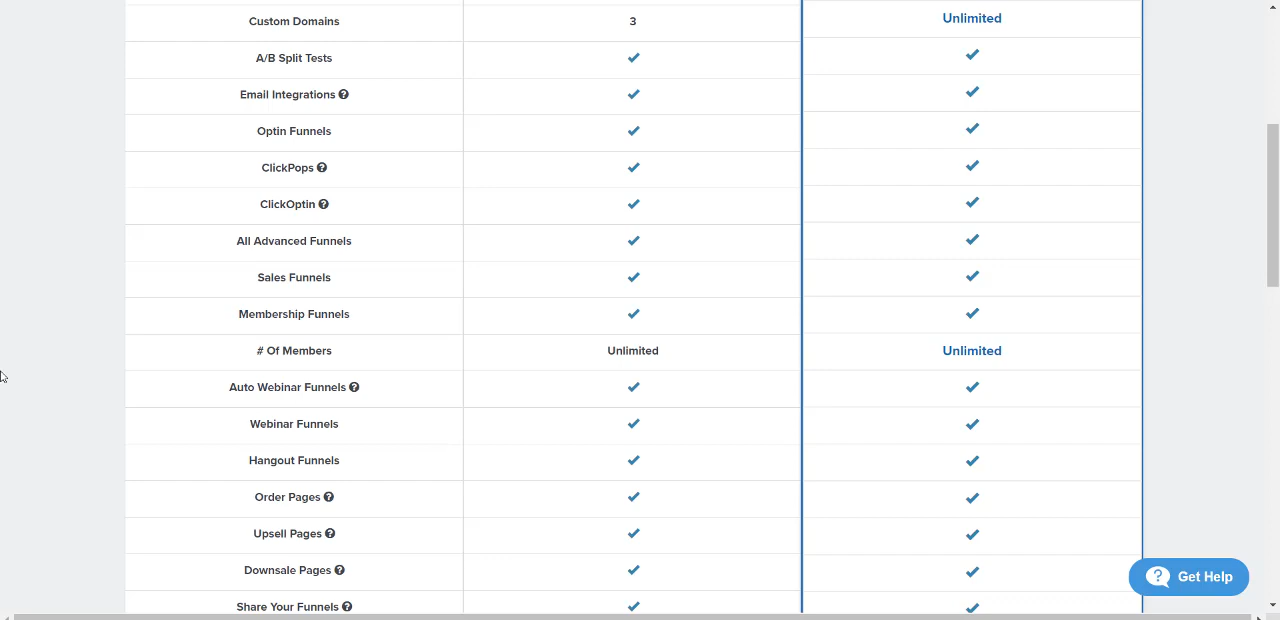 Custom Domains 3 Unlimited
A/B Split Tests
Email Integrations
Optin Funnels
ClickPops
ClickOptin
All Advanced Funnels
Sales Funnels
Membership Funnels
# Of Members Unlimited Unlimited
Auto Webinar Funnels
Webinar Funnels
Hangout Funnels
Order Pages
Upsell Pages
Downsale Pages
Get Help
Share Your Funnels